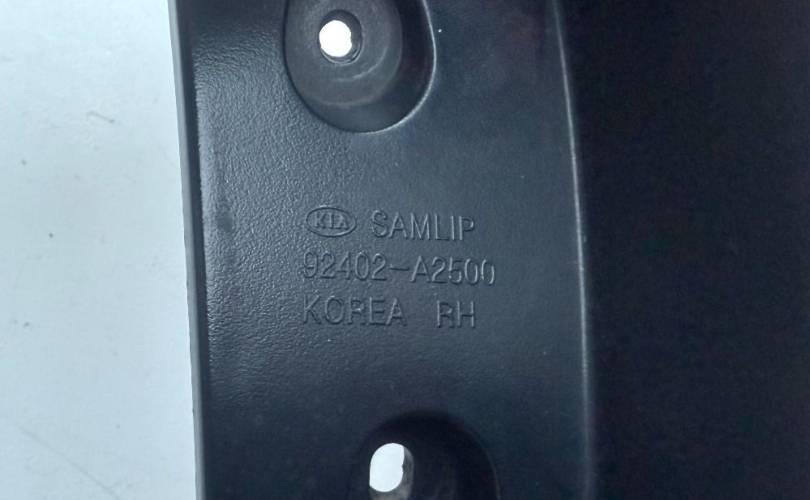 KIA SAMLIP
92402-A2500
KOREA RH